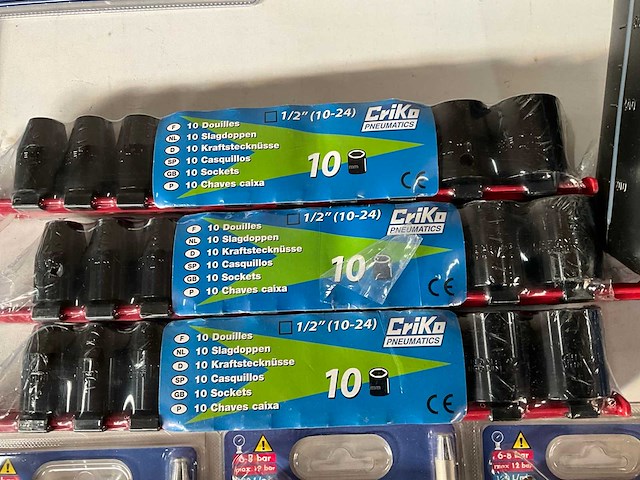 1/2" (10-24) CriKo
PNEUMATICS
F 10 Douilles
NL 10 Slagdoppen
D 10 Kraftstecknüsse
SP 10 Casquillos
GB 10 Sockets
P 10 Chaves caixa
10
CE
1/2" (10-24) CriKo
PNEUMATICS
F 10 Douilles
NL 10 Slagdoppen
D 10 Kraftstecknüsse
SP 10 Casquillos
GB 10 Sockets
P 10 Chaves caixa
10
CE
1/2" (10-24) CriKo
PNEUMATICS
F 10 Douilles
NL 10 Slagdoppen
D 10 Kraftstecknüsse
SP 10 Casquillos
GB 10 Sockets
P 10 Chaves caixa
10 mm
CE
6-8 bar
6-8 bar
max 12 bar